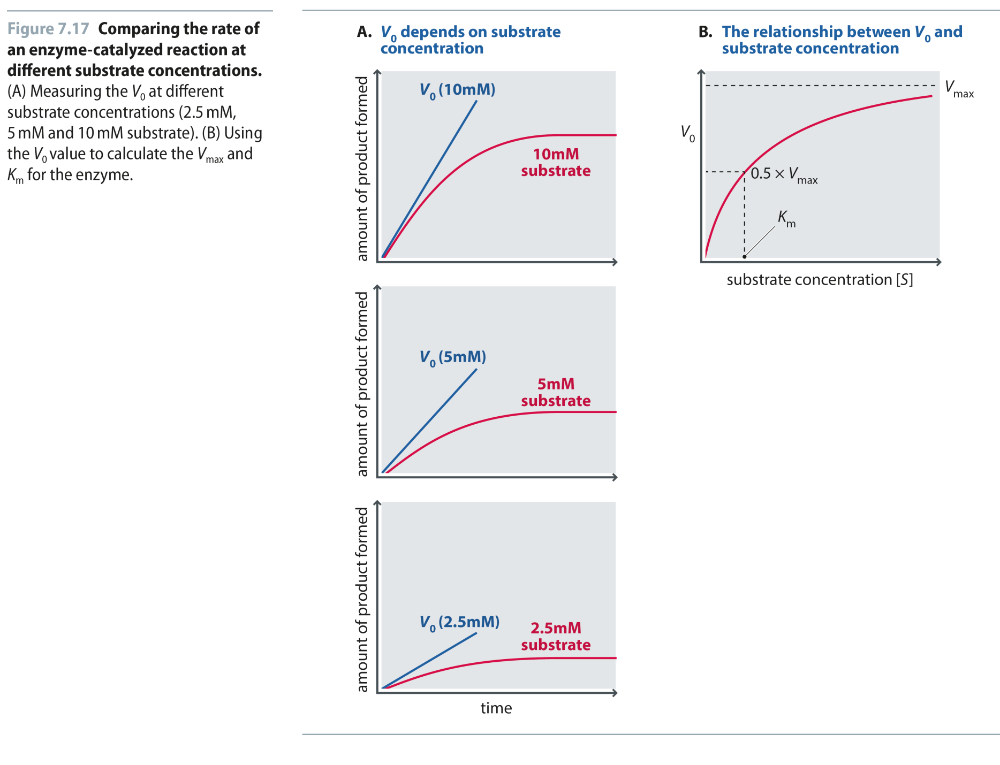 Figure 7.17 Comparing the rate of
an enzyme-catalyzed reaction at
different substrate concentrations.
(A) Measuring the V0 at different
substrate concentrations (2.5 mM,
5 mM and 10 mM substrate). (B) Using
the V0 value to calculate the Vmax and
Km for the enzyme.
A. V0 depends on substrate
concentration
amount of product formed
V0 (10mM)
10mM
substrate
amount of product formed
V0 (5mM)
5mM
substrate
amount of product formed
V0 (2.5mM)
2.5mM
substrate
time
B. The relationship between V0 and
substrate concentration
Vmax
V0
0.5 × Vmax
Km
substrate concentration [S]